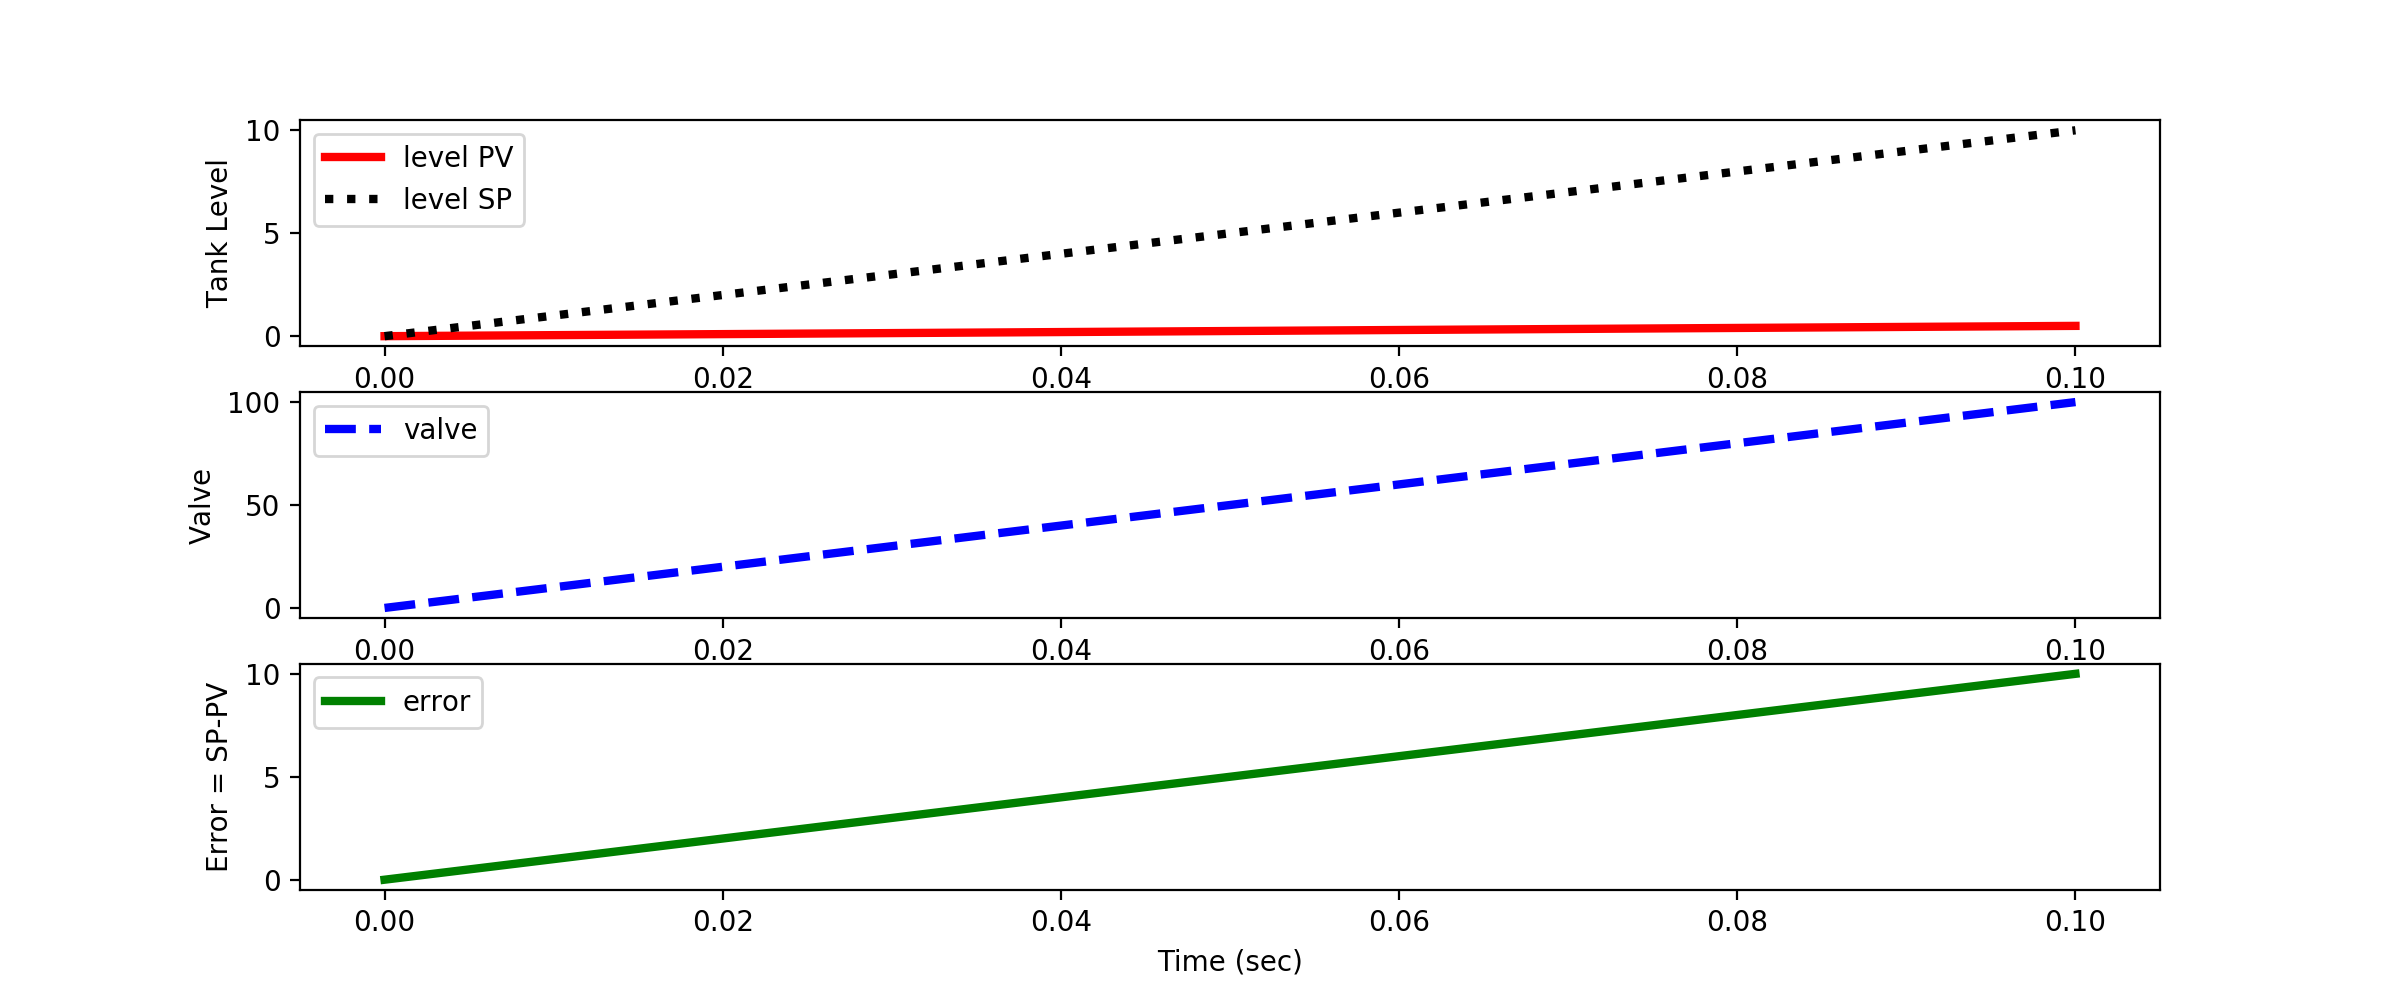 Tank Level
10
5
0
level PV
level SP
0.00 0.02 0.04 0.06 0.08 0.10
Valve
100
50
0
valve
0.00 0.02 0.04 0.06 0.08 0.10
Error = SP-PV
10
5
0
error
0.00 0.02 0.04 0.06 0.08 0.10
Time (sec)